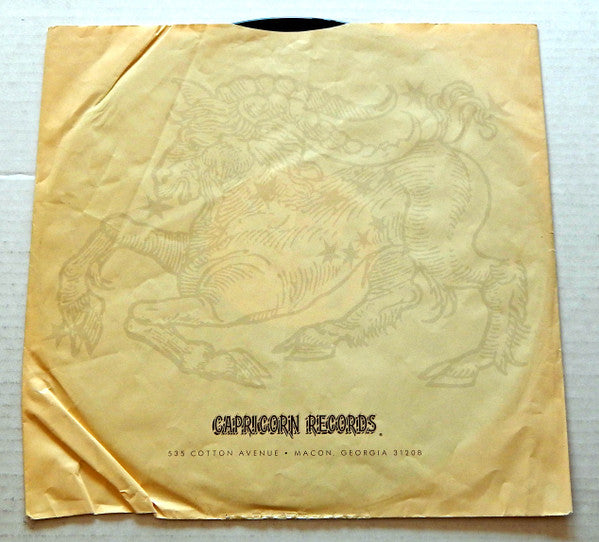 CAPRICORN RECORDS.
535 COTTON AVENUE • MACON, GEORGIA 31208